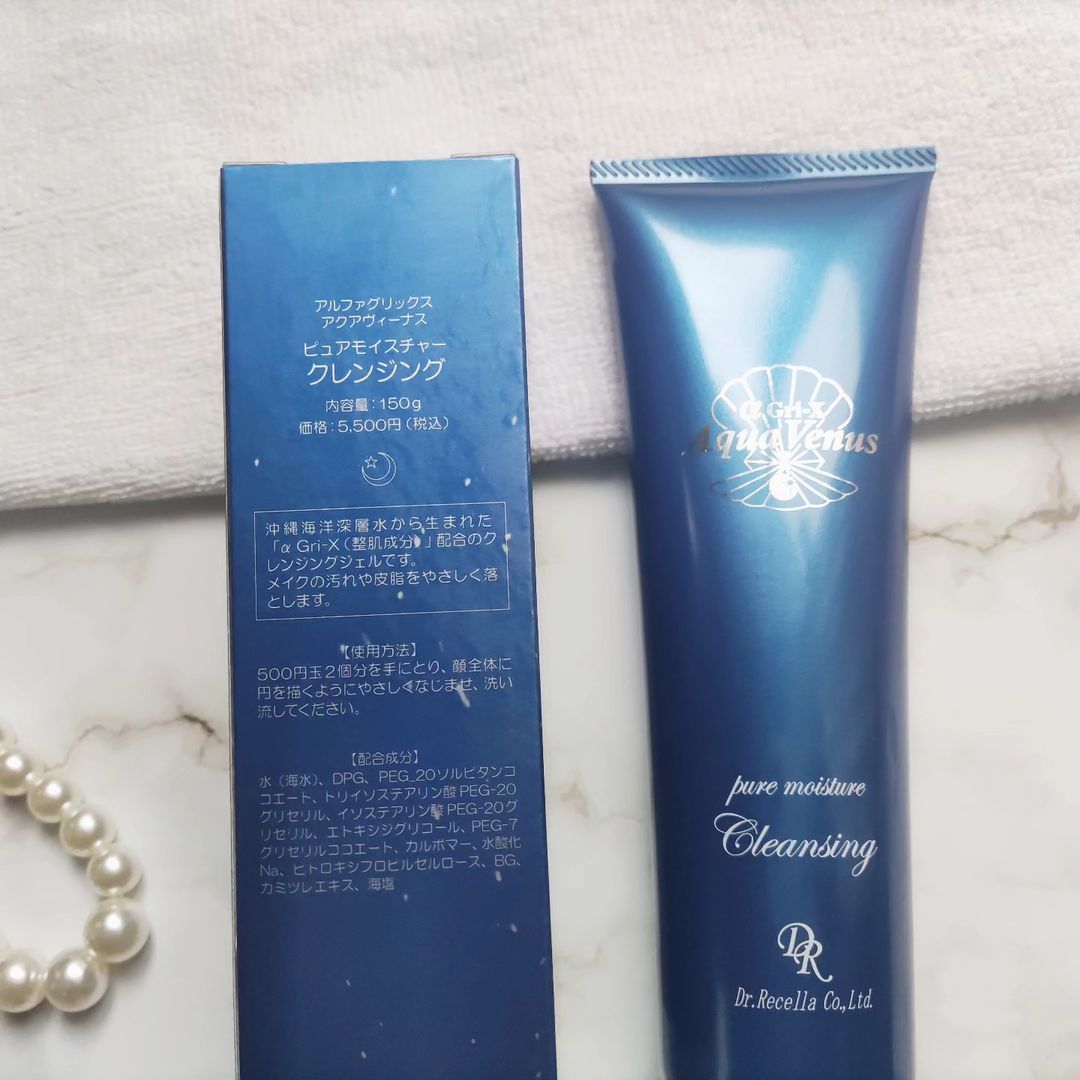 アルファグリックス
アクアヴィーナス
ピュアモイスチャー
クレンジング
内容量：150g
価格：5,500円（税込）
沖縄海洋深層水から生まれた
「α Gri-X（整肌成分）」配合のク
レンジングジェルです。
メイクの汚れや皮脂をやさしく落
とします。
【使用方法】
500円玉2個分を手にとり、顔全体に
円を描くようにやさしくなじませ、洗い
流してください。
【配合成分】
水（海水）、DPG、PEG_20ソルビタンコ
コエート、トリイソステアリン酸PEG-20
グリセリル、イソステアリン酸PEG-20グ
リセリル、エトキシジグリコール、PEG-7
グリセリルココエート、カルボマー、水酸化
Na、ヒドロキシプロピルセルロース、BG、
カミツレエキス、海塩
α Gri-X
Aqua Venus
pure moisture
Cleansing
DR
Dr.Recella Co.,Ltd.